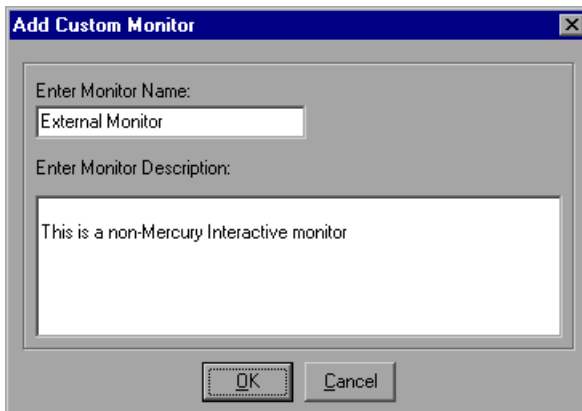 Add Custom Monitor
Enter Monitor Name:
External Monitor
Enter Monitor Description:
This is a non-Mercury Interactive monitor
OK
Cancel